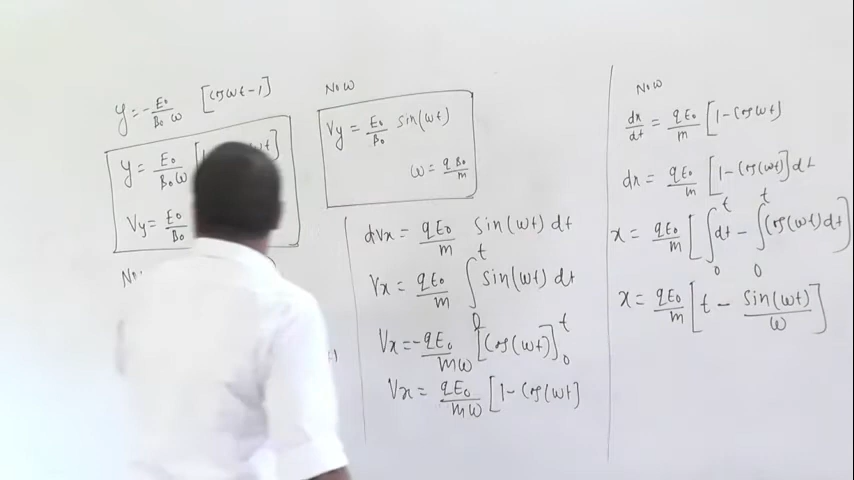 y = -E₀/B₀ω [cosωt-1]
y = E₀/B₀ω [1
ωt]
Vy = E₀/B₀
Now
Vy = E₀/B₀ sin(ωt)
ω = qB₀/m
dVx = qE₀/m sin(ωt) dt
Vx = qE₀/m ∫₀ᵗ sin(ωt) dt
Vx = -qE₀/mω [cos(ωt)]₀ᵗ
Vx = qE₀/mω [1- cos(ωt]
Now
dx/dt = qE₀/m [1-cosωt]
dx = qE₀/m [1-cos(ωt)]dt
x = qE₀/m [∫₀ᵗ dt - ∫₀ᵗ cos(ωt)dt]
x = qE₀/m [t - sin(ωt)/ω]